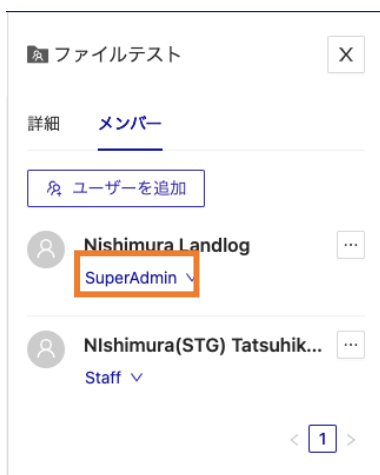 ファイルテスト
X
詳細 メンバー
ユーザーを追加
Nishimura Landlog ...
SuperAdmin
NIshimura(STG) Tatsuhik... ...
Staff
< 1 >